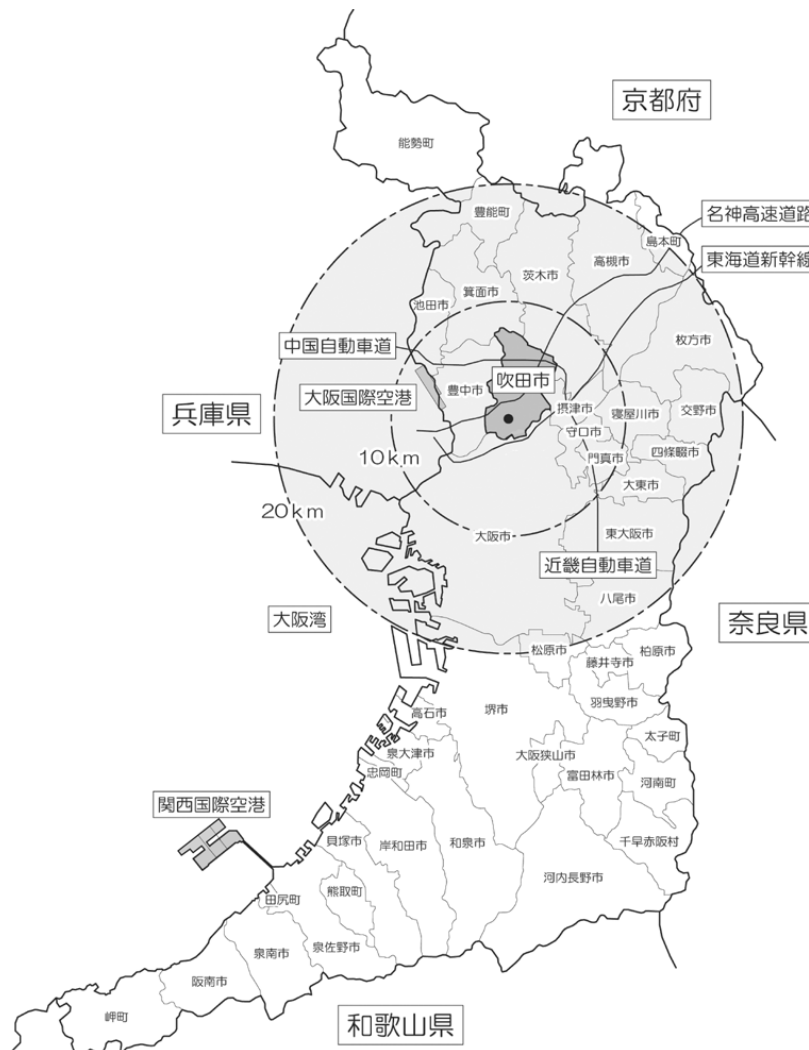 京都府
能勢町
豊能町
名神高速道路
島本町
東海道新幹線
高槻市
茨木市
箕面市
池田市
枚方市
中国自動車道
吹田市
大阪国際空港
豊中市
兵庫県
摂津市
寝屋川市
交野市
守口市
10km
門真市
四條畷市
大東市
20km
大阪市
東大阪市
近畿自動車道
八尾市
大阪湾
奈良県
松原市
柏原市
藤井寺市
羽曳野市
高石市
堺市
太子町
泉大津市
大阪狭山市
忠岡町
富田林市
河南町
関西国際空港
貝塚市
岸和田市
和泉市
千早赤阪村
河内長野市
熊取町
田尻町
泉南市
泉佐野市
阪南市
岬町
和歌山県